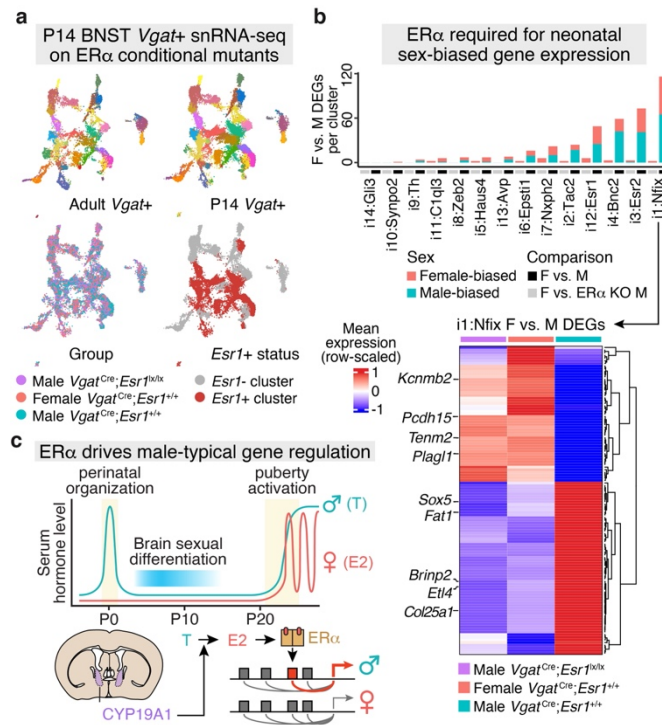 a
P14 BNST Vgat+ snRNA-seq
on ERα conditional mutants
Adult Vgat+
P14 Vgat+
Group
Esr1+ status
Male VgatCre;Esr1lx/lx
Female VgatCre;Esr1+/+
Male VgatCre;Esr1+/+
Esr1- cluster
Esr1+ cluster
b
ERα required for neonatal
sex-biased gene expression
F vs. M DEGs
per cluster
120
60
0
i14:Gli3
i10:Synpo2
i9:Th
i11:C1ql3
i8:Zeb2
i5:Haus4
i13:Avp
i6:Epsti1
i7:Nxph2
i2:Tac2
i12:Esr1
i4:Bnc2
i3:Esr2
i1:Nfix
Sex
Female-biased
Male-biased
Comparison
F vs. M
F vs. ERα KO M
i1:Nfix F vs. M DEGs
Mean
expression
(row-scaled)
1
0
-1
Kcnmb2
Pcdh15
Tenm2
Plagl1
Sox5
Fat1
Brinp2
Etl4
Col25a1
Male VgatCre;Esr1lx/lx
Female VgatCre;Esr1+/+
Male VgatCre;Esr1+/+
c
ERα drives male-typical gene regulation
perinatal
organization
puberty
activation
Serum
hormone level
Brain sexual
differentiation
♂ (T)
♀ (E2)
P0
P10
P20
T
E2
ERα
CYP19A1
♂
♀